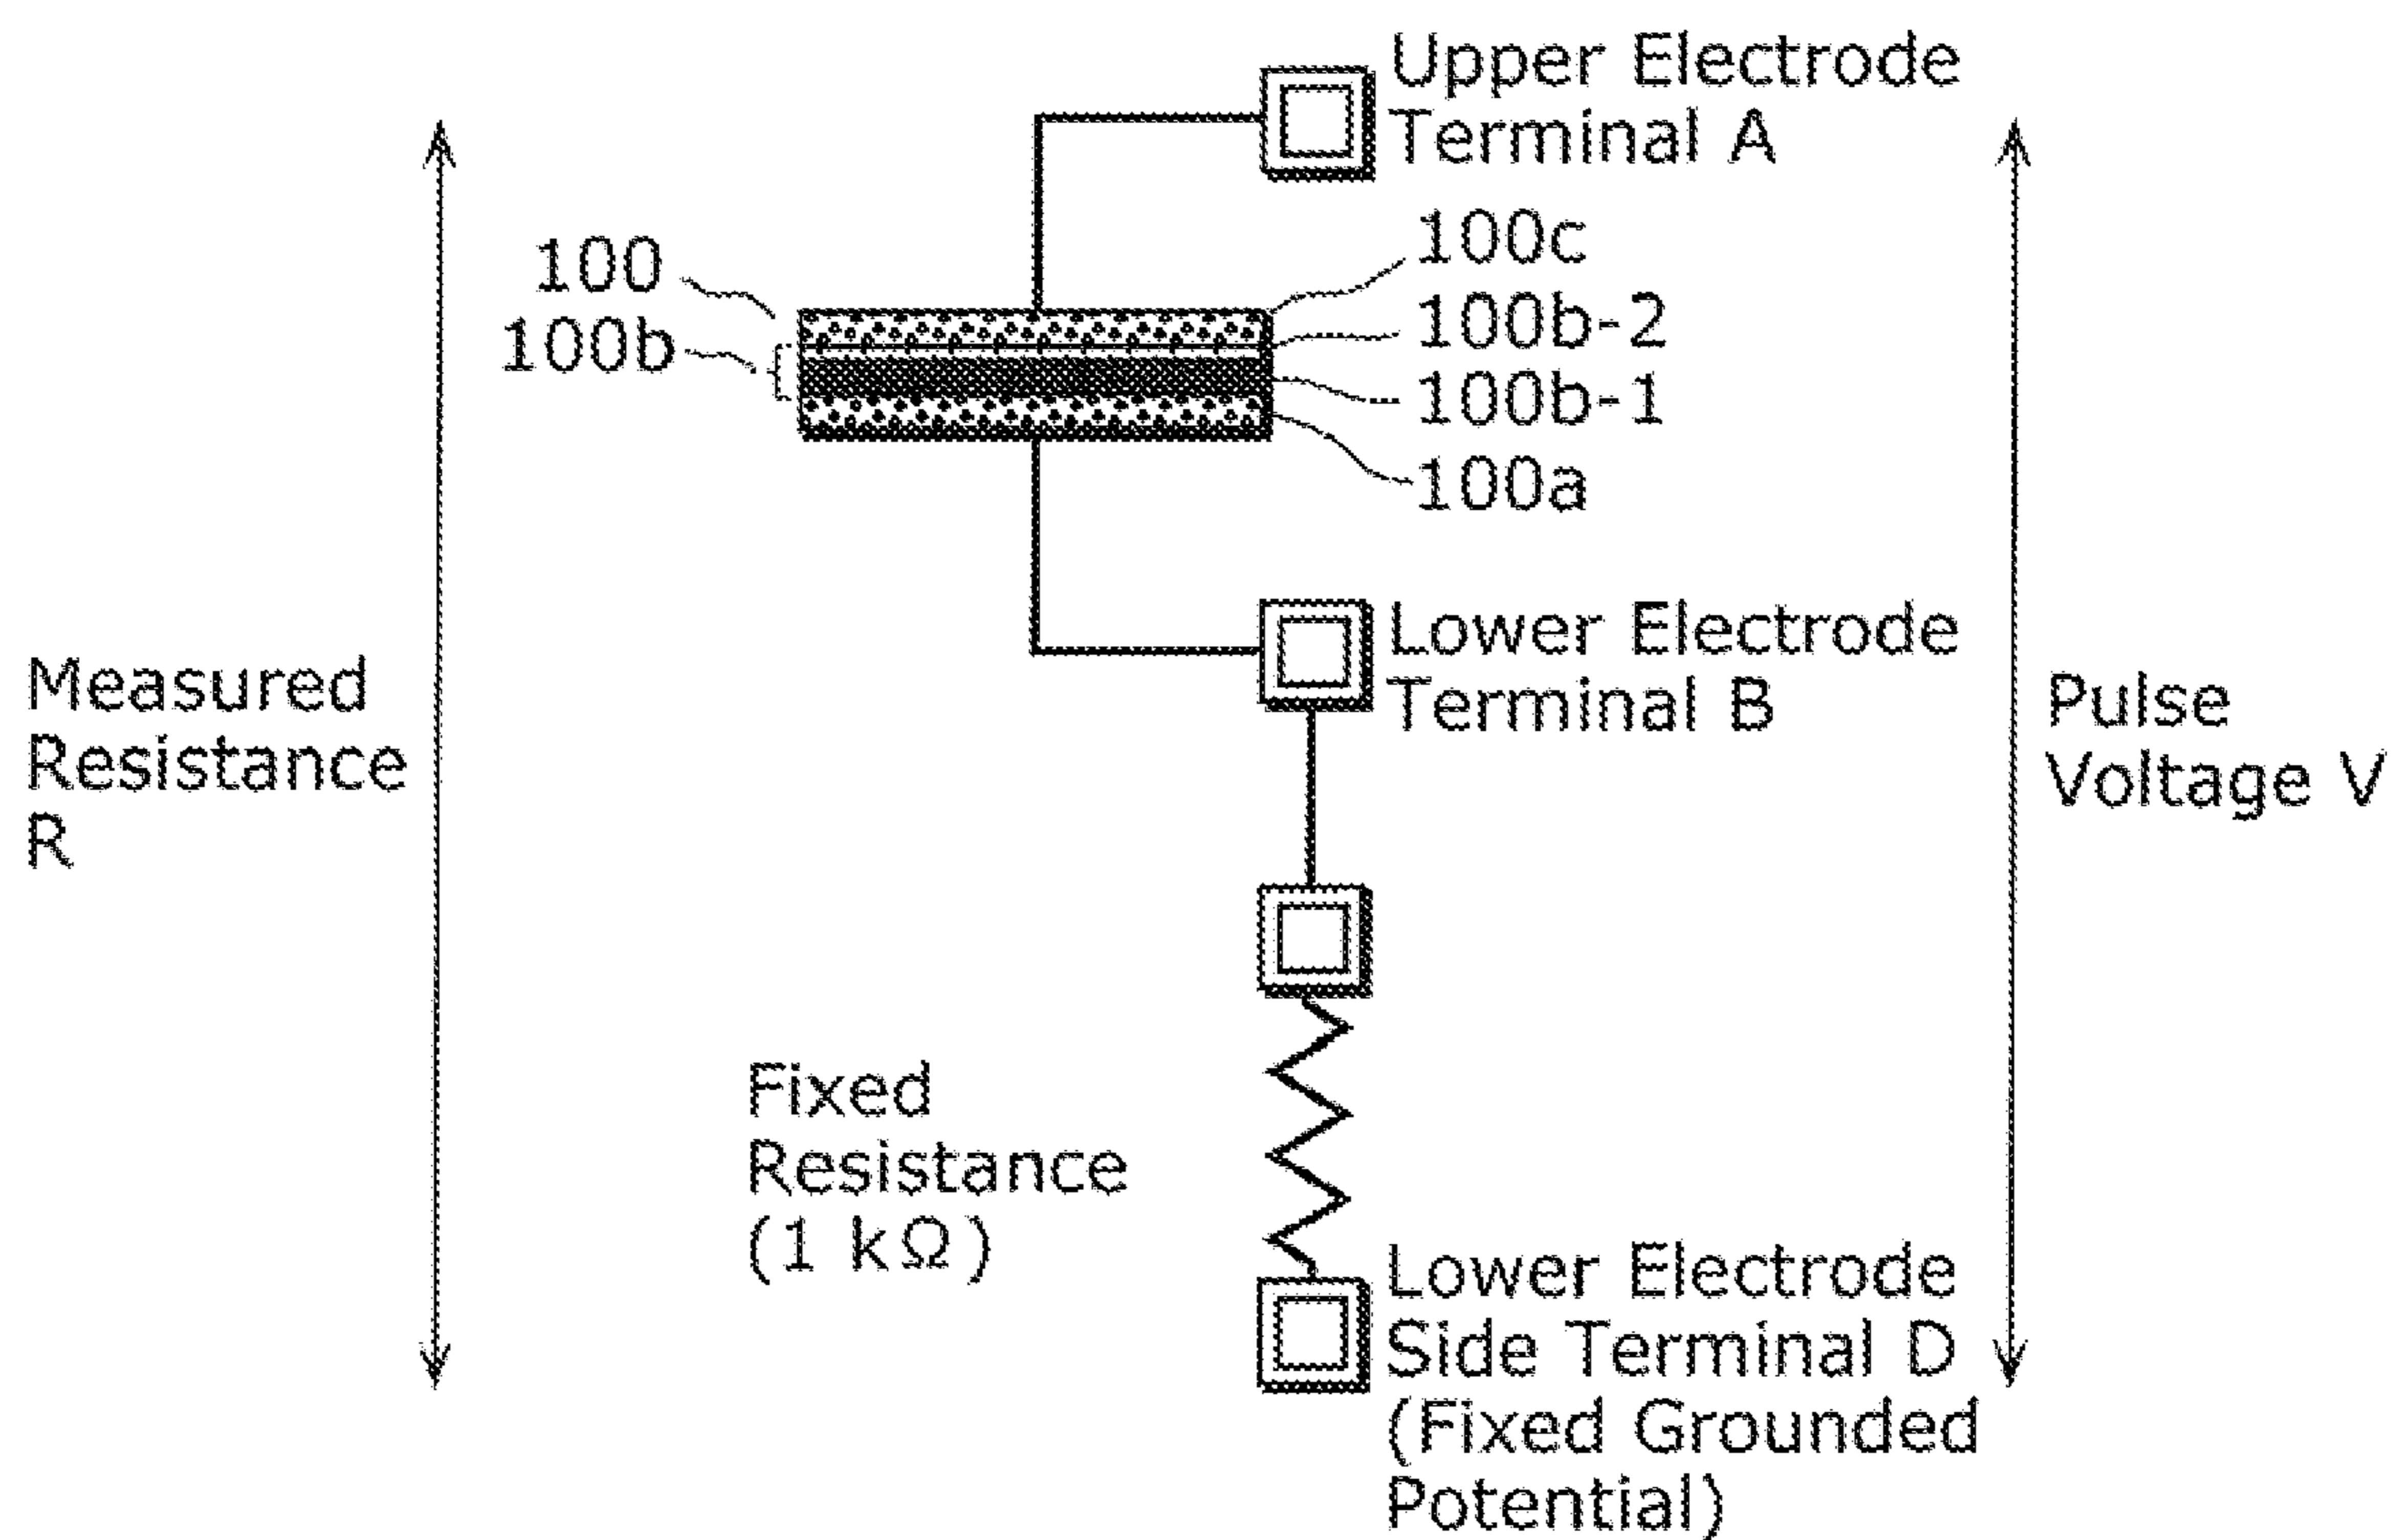 Upper Electrode
Terminal A
100
100b
100c
100b-2
100b-1
100a
Lower Electrode
Terminal B
Measured
Resistance
R
Pulse
Voltage V
Fixed
Resistance
(1 kΩ)
Lower Electrode
Side Terminal D
(Fixed Grounded
Potential)